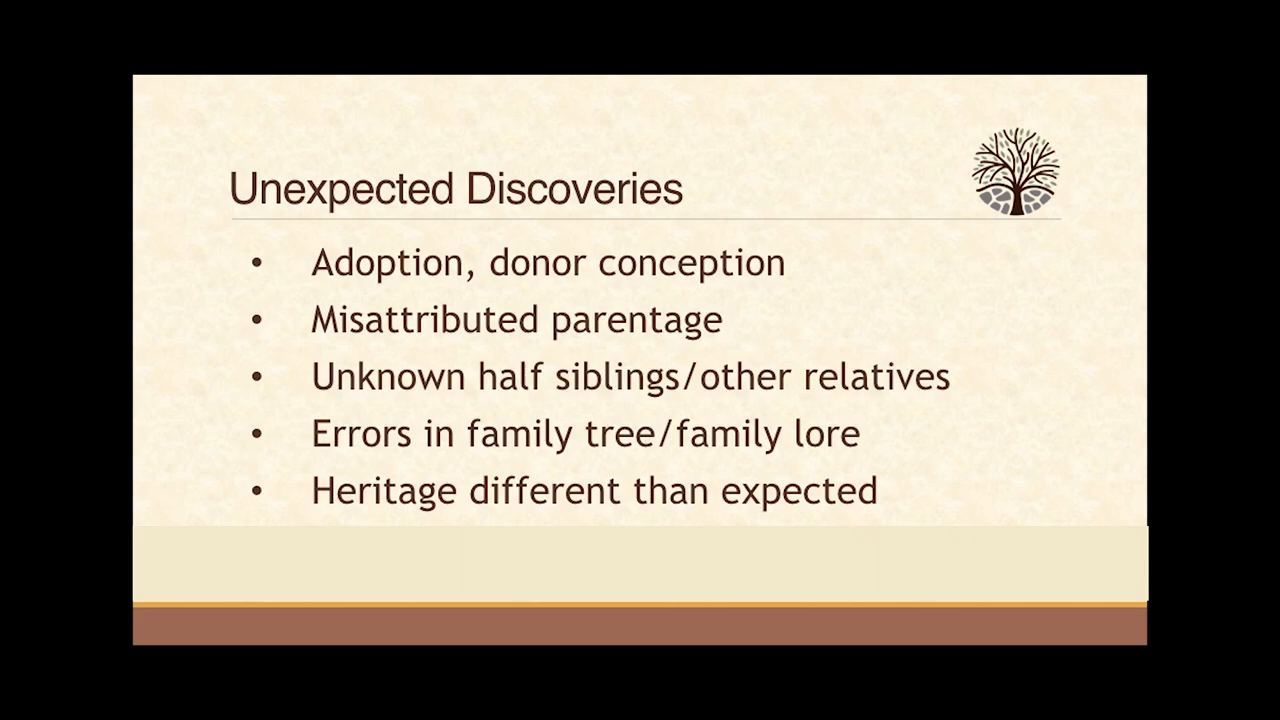 Unexpected Discoveries
• Adoption, donor conception
• Misattributed parentage
• Unknown half siblings/other relatives
• Errors in family tree/family lore
• Heritage different than expected